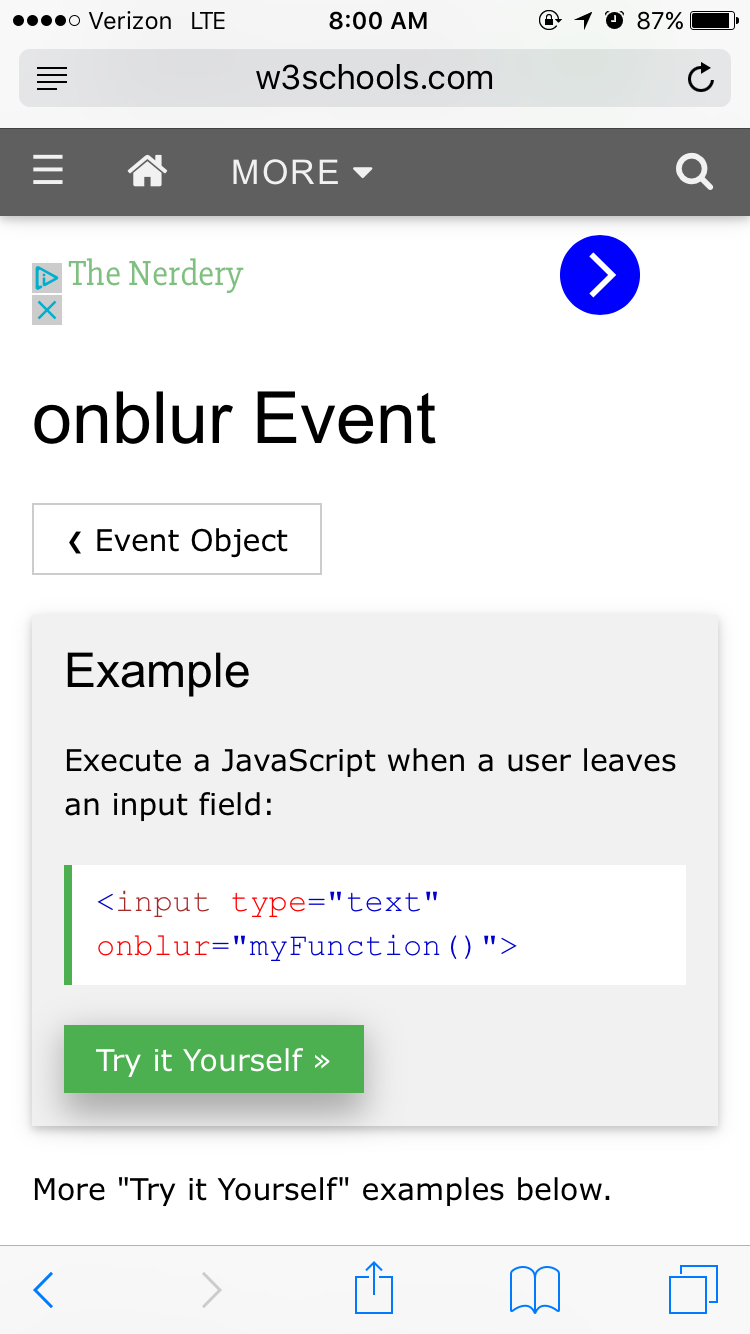 Verizon LTE 8:00 AM 87%
w3schools.com
MORE
The Nerdery
onblur Event
❮ Event Object
Example
Execute a JavaScript when a user leaves
an input field:
<input type="text"
onblur="myFunction()">
Try it Yourself »
More "Try it Yourself" examples below.